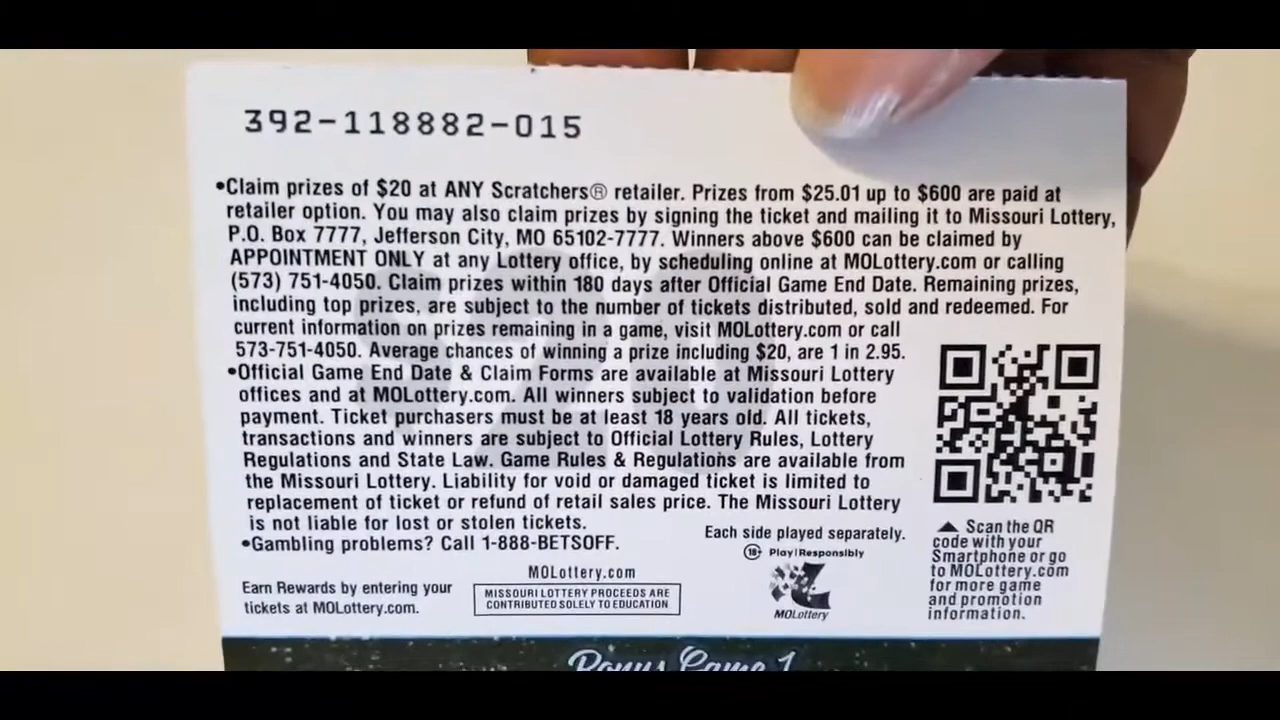 392-118882-015
•Claim prizes of $20 at ANY Scratchers® retailer. Prizes from $25.01 up to $600 are paid at
retailer option. You may also claim prizes by signing the ticket and mailing it to Missouri Lottery,
P.O. Box 7777, Jefferson City, MO 65102-7777. Winners above $600 can be claimed by
APPOINTMENT ONLY at any Lottery office, by scheduling online at MOLottery.com or calling
(573) 751-4050. Claim prizes within 180 days after Official Game End Date. Remaining prizes,
including top prizes, are subject to the number of tickets distributed, sold and redeemed. For
current information on prizes remaining in a game, visit MOLottery.com or call
573-751-4050. Average chances of winning a prize including $20, are 1 in 2.95.
•Official Game End Date & Claim Forms are available at Missouri Lottery
offices and at MOLottery.com. All winners subject to validation before
payment. Ticket purchasers must be at least 18 years old. All tickets,
transactions and winners are subject to Official Lottery Rules, Lottery
Regulations and State Law. Game Rules & Regulations are available from
the Missouri Lottery. Liability for void or damaged ticket is limited to
replacement of ticket or refund of retail sales price. The Missouri Lottery
is not liable for lost or stolen tickets.
•Gambling problems? Call 1-888-BETSOFF.
$20
Each side played separately.
18+ Play Responsibly
MOLottery
MOLottery.com
MISSOURI LOTTERY PROCEEDS ARE
CONTRIBUTED SOLELY TO EDUCATION
Earn Rewards by entering your
tickets at MOLottery.com.
▲ Scan the QR
code with your
Smartphone or go
to MOLottery.com
for more game
and promotion
information.
Bonus Game 1